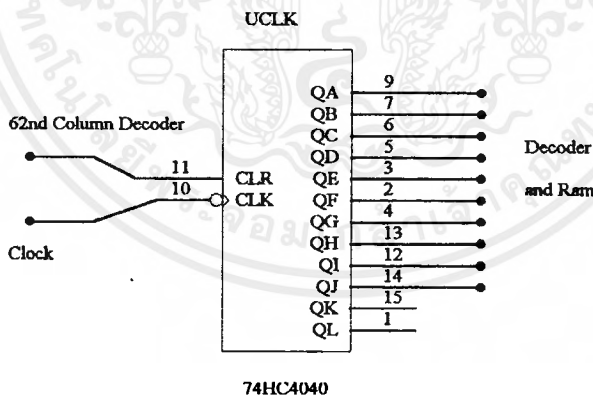 UCLK
62nd Column Decoder
Clock
11 CLR
10 CLK
QA 9
QB 7
QC 6
QD 5
QE 3
QF 2
QG 4
QH 13
QI 12
QJ 14
QK 15
QL 1
Decoder
and Ram
74HC4040